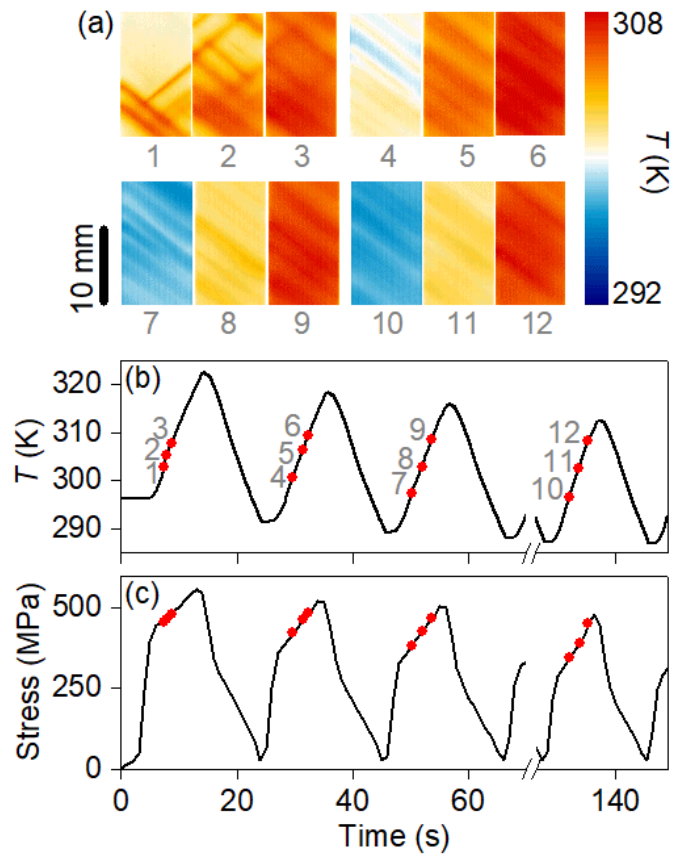 (a)
308
1 2 3 4 5 6
T (K)
10 mm
292
7 8 9 10 11 12
(b)
320
310
300
290
T (K)
1 2 3 4 5 6 7 8 9 10 11 12
(c)
500
250
0
Stress (MPa)
0 20 40 60 140
Time (s)